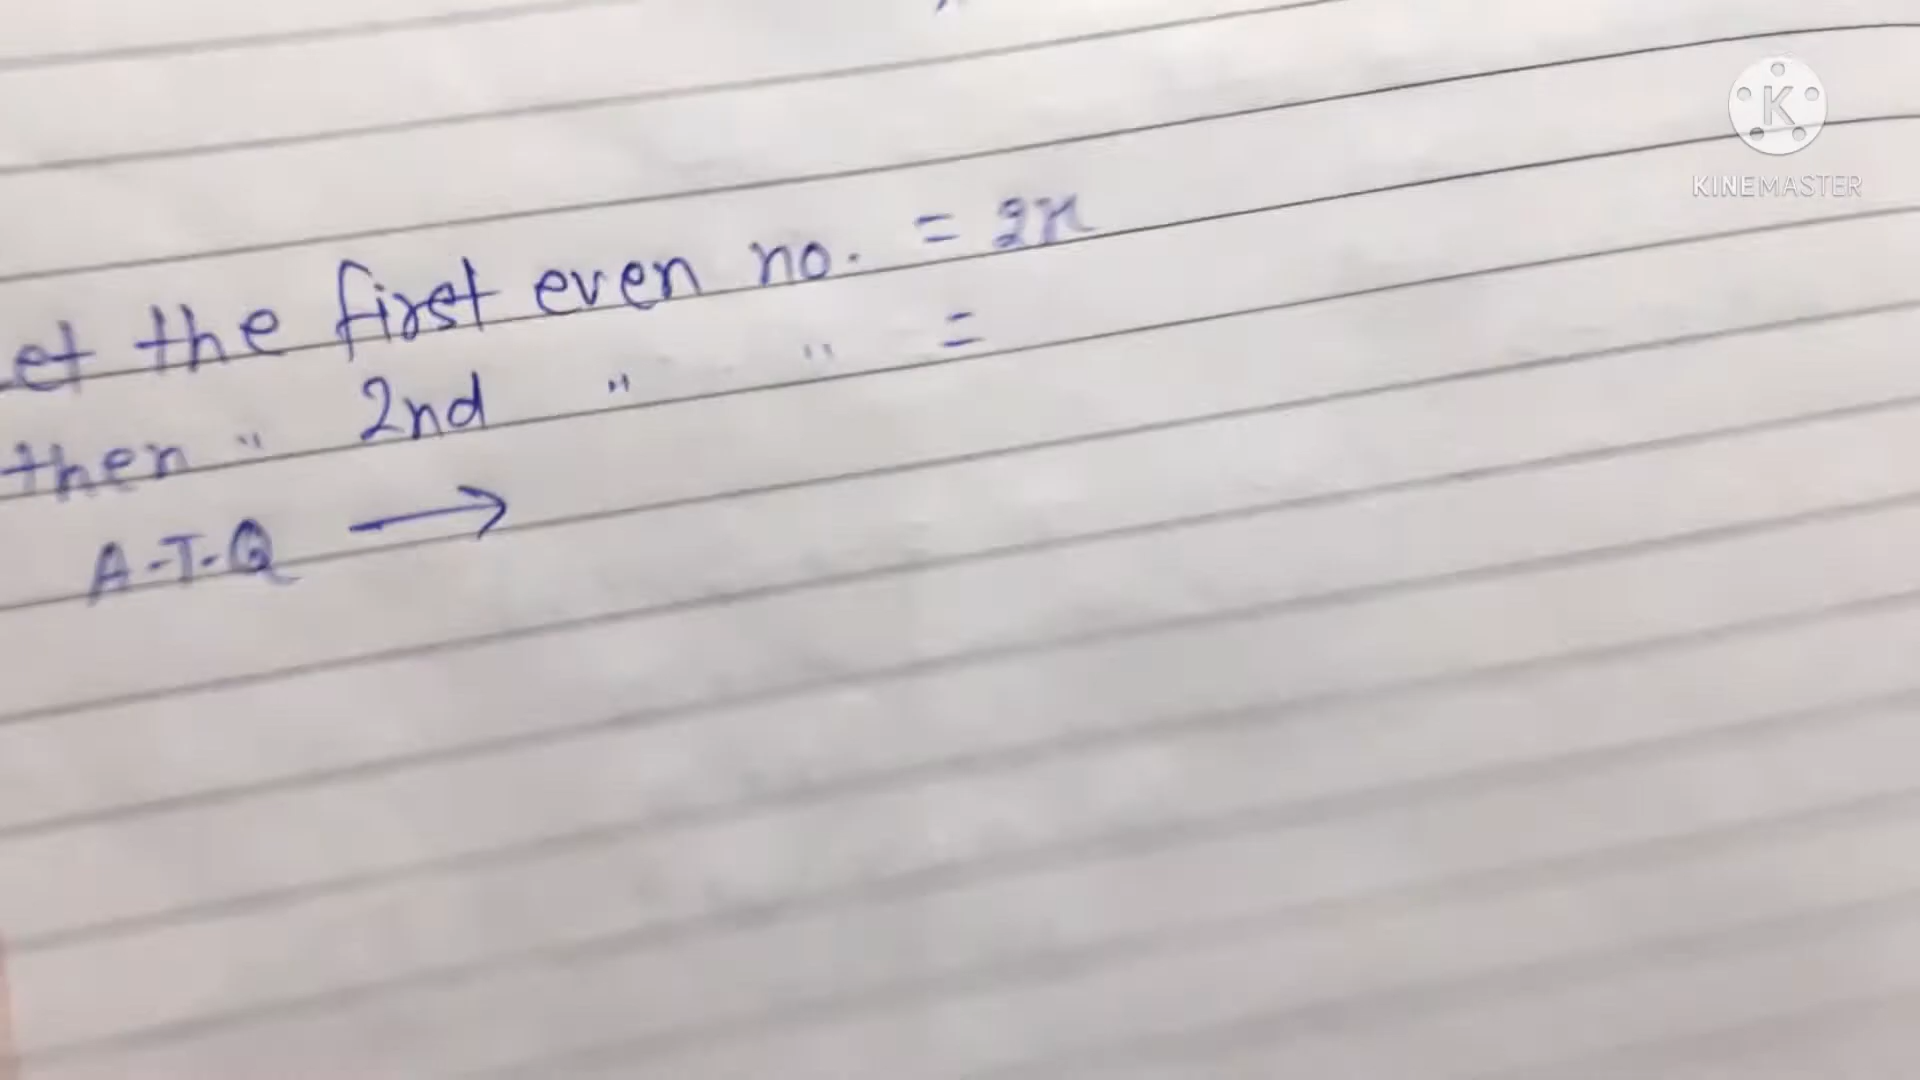 et the first even no. = 2x
then " 2nd " " =
A-T-Q →
KINEMASTER